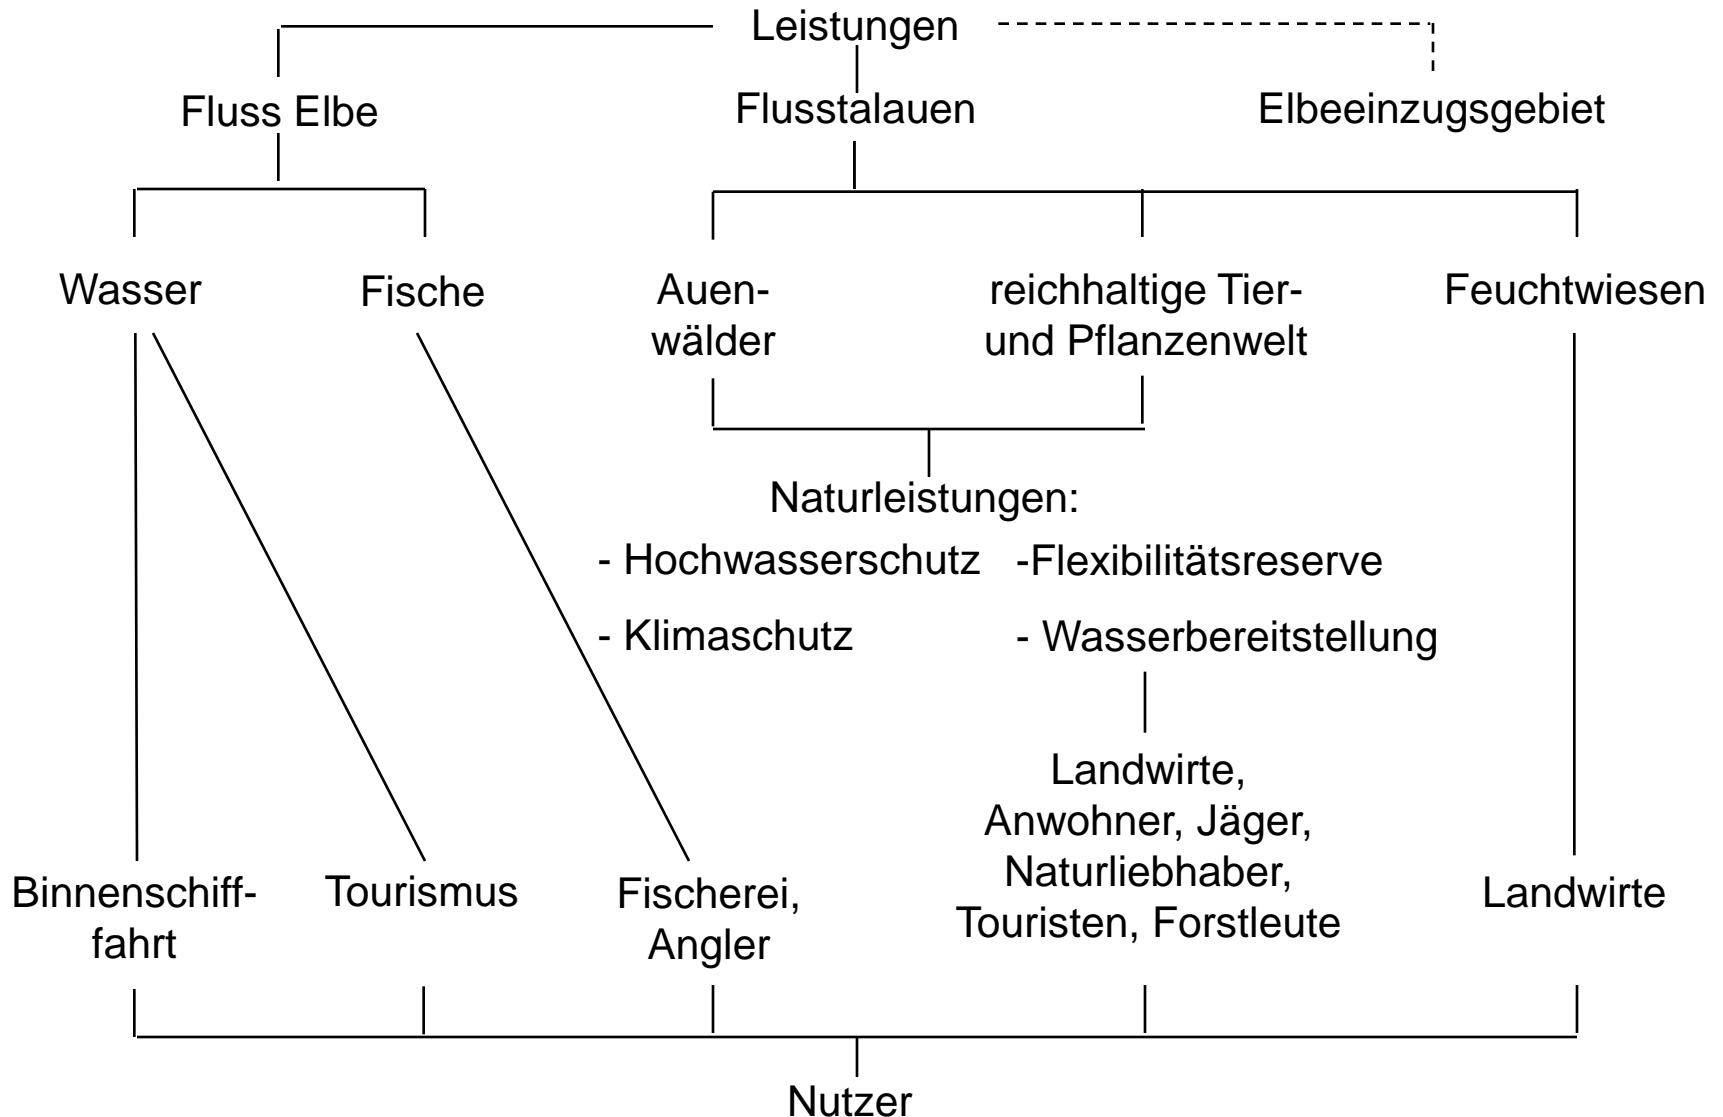 Leistungen
Fluss Elbe
Flusstalauen
Elbeeinzugsgebiet
Wasser
Fische
Auen-
wälder
reichhaltige Tier-
und Pflanzenwelt
Feuchtwiesen
Naturleistungen:
- Hochwasserschutz
-Flexibilitätsreserve
- Klimaschutz
- Wasserbereitstellung
Binnenschiff-
fahrt
Tourismus
Fischerei,
Angler
Landwirte,
Anwohner, Jäger,
Naturliebhaber,
Touristen, Forstleute
Landwirte
Nutzer